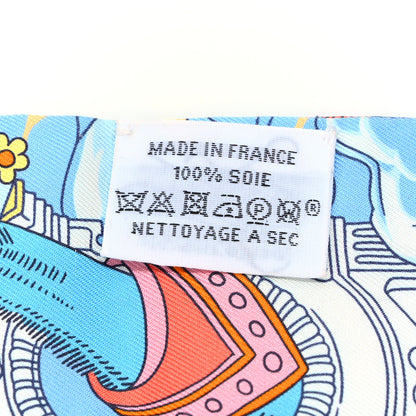 MADE IN FRANCE
100% SOIE
P W ®
NETTOYAGE A SEC